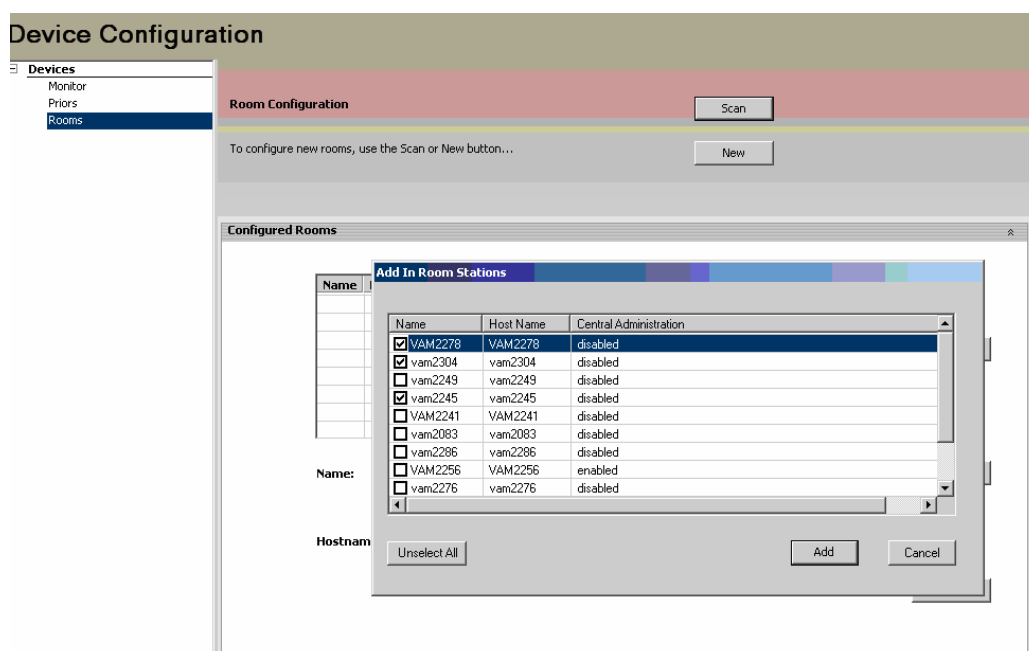 Device Configuration
Devices
Monitor
Priors
Rooms
Room Configuration
Scan
To configure new rooms, use the Scan or New button...
New
Configured Rooms
Name
Add In Room Stations
Name Host Name Central Administration
VAM2278 VAM2278 disabled
vam2304 vam2304 disabled
vam2249 vam2249 disabled
vam2245 vam2245 disabled
VAM2241 VAM2241 disabled
vam2083 vam2083 disabled
vam2286 vam2286 disabled
VAM2256 VAM2256 enabled
vam2276 vam2276 disabled
Name:
Hostnam
Unselect All Add Cancel